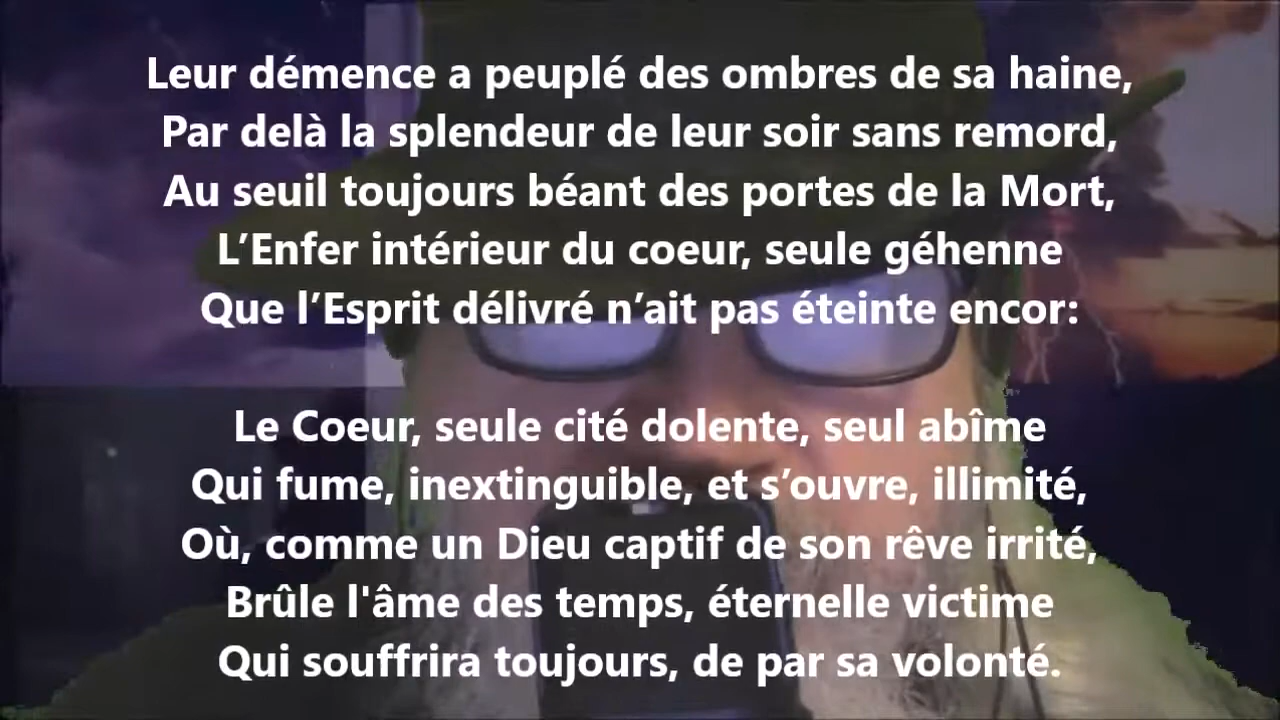 Leur démence a peuplé des ombres de sa haine,
Par delà la splendeur de leur soir sans remord,
Au seuil toujours béant des portes de la Mort,
L’Enfer intérieur du coeur, seule géhenne
Que l’Esprit délivré n’ait pas éteinte encor:
Le Coeur, seule cité dolente, seul abîme
Qui fume, inextinguible, et s’ouvre, illimité,
Où, comme un Dieu captif de son rêve irrité,
Brûle l'âme des temps, éternelle victime
Qui souffrira toujours, de par sa volonté.